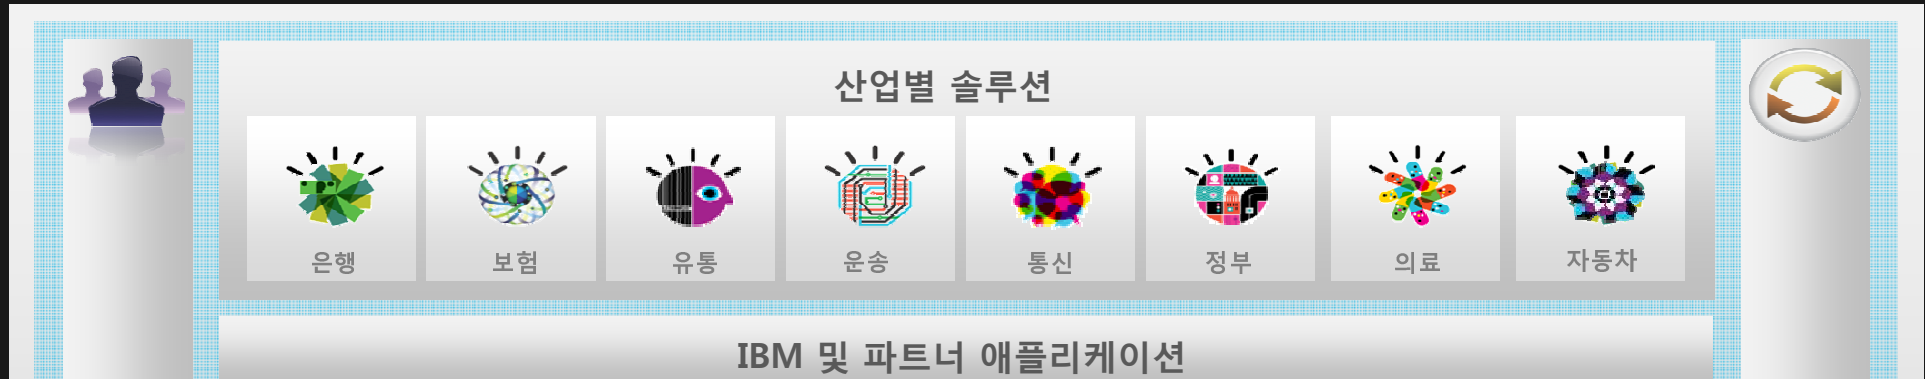 산업별 솔루션
은행 보험 유통 운송 통신 정부 의료 자동차
IBM 및 파트너 애플리케이션